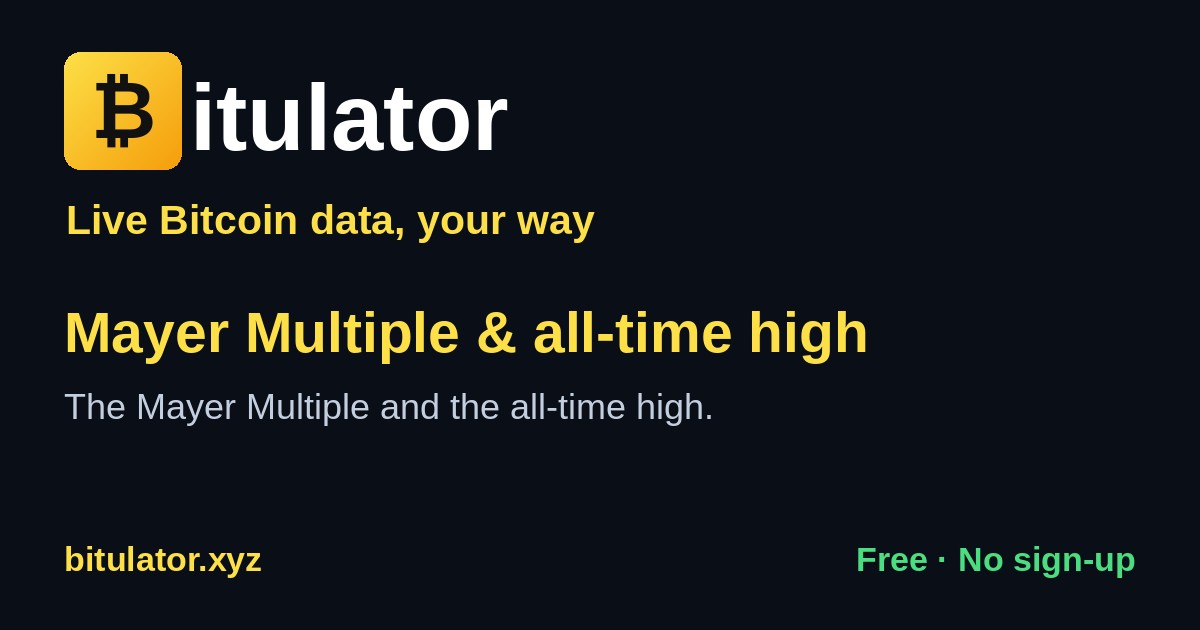 ₿itulator
Live Bitcoin data, your way
Mayer Multiple & all-time high
The Mayer Multiple and the all-time high.
bitulator.xyz
Free · No sign-up